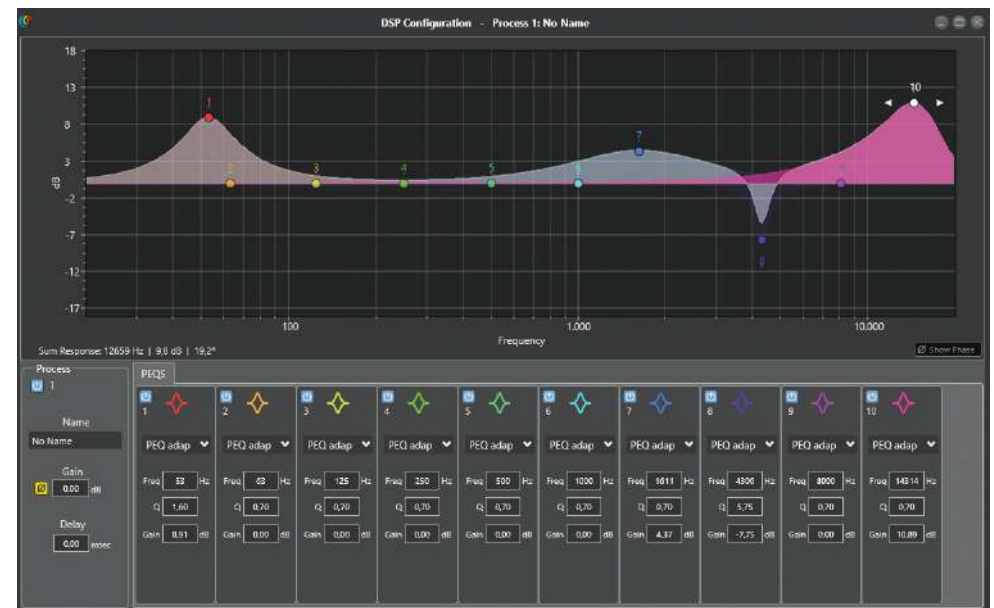 DSP Configuration - Process 1: No Name
18
13
8
3
-2
-7
-12
-17
dB
1
2
3
4
5
6
7
8
9
10
100
1.000
10.000
Frequency
Sum Response: 12659 Hz | 9,8 dB | 19,2°
Ø Show Phase
Process
1
Name
No Name
Gain
Ø 0.00 dB
Delay
0,00 msec
PEQS
1 2 3 4 5 6 7 8 9 10
PEQ adap PEQ adap PEQ adap PEQ adap PEQ adap PEQ adap PEQ adap PEQ adap PEQ adap PEQ adap
Freq 53 Hz Freq 63 Hz Freq 125 Hz Freq 250 Hz Freq 500 Hz Freq 1000 Hz Freq 1611 Hz Freq 4306 Hz Freq 8000 Hz Freq 14314 Hz
Q 1,60 Q 0,70 Q 0,70 Q 0,70 Q 0,70 Q 0,70 Q 0,70 Q 5,75 Q 0,70 Q 0,70
Gain 8.91 dB Gain 0.00 dB Gain 0,00 dB Gain 0,00 dB Gain 0,00 dB Gain 0,00 dB Gain 4.37 dB Gain -7,75 dB Gain 0:00 dB Gain 10.89 dB